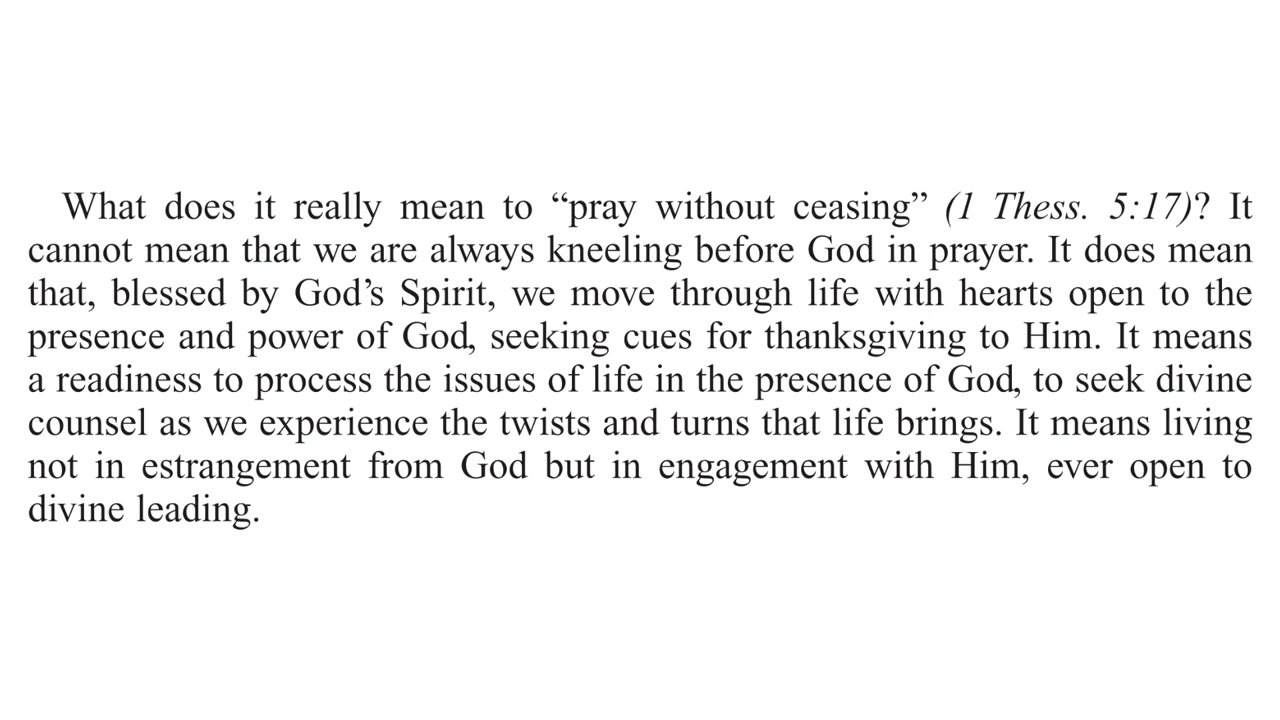 What does it really mean to “pray without ceasing” (1 Thess. 5:17)? It
cannot mean that we are always kneeling before God in prayer. It does mean
that, blessed by God’s Spirit, we move through life with hearts open to the
presence and power of God, seeking cues for thanksgiving to Him. It means
a readiness to process the issues of life in the presence of God, to seek divine
counsel as we experience the twists and turns that life brings. It means living
not in estrangement from God but in engagement with Him, ever open to
divine leading.